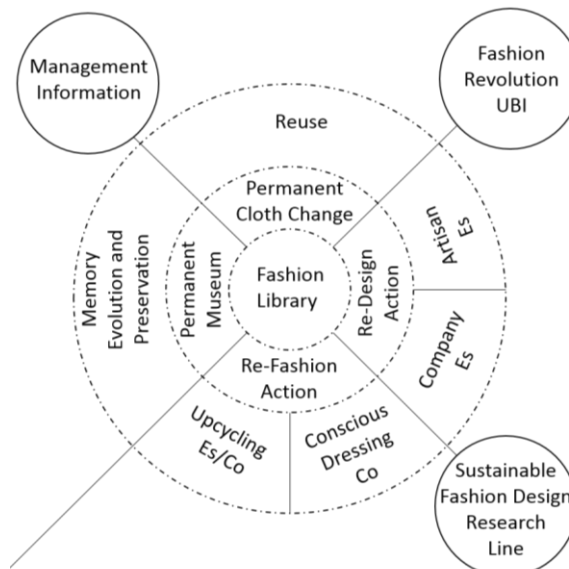 Management
Information
Fashion
Revolution
UBI
Reuse
Permanent
Cloth Change
Artisan
Es
Memory
Evolution and
Preservation
Permanent
Museum
Fashion
Library
Re-Design
Action
Company
Es
Re-Fashion
Action
Upcycling
Es/Co
Conscious
Dressing
Co
Sustainable
Fashion Design
Research
Line